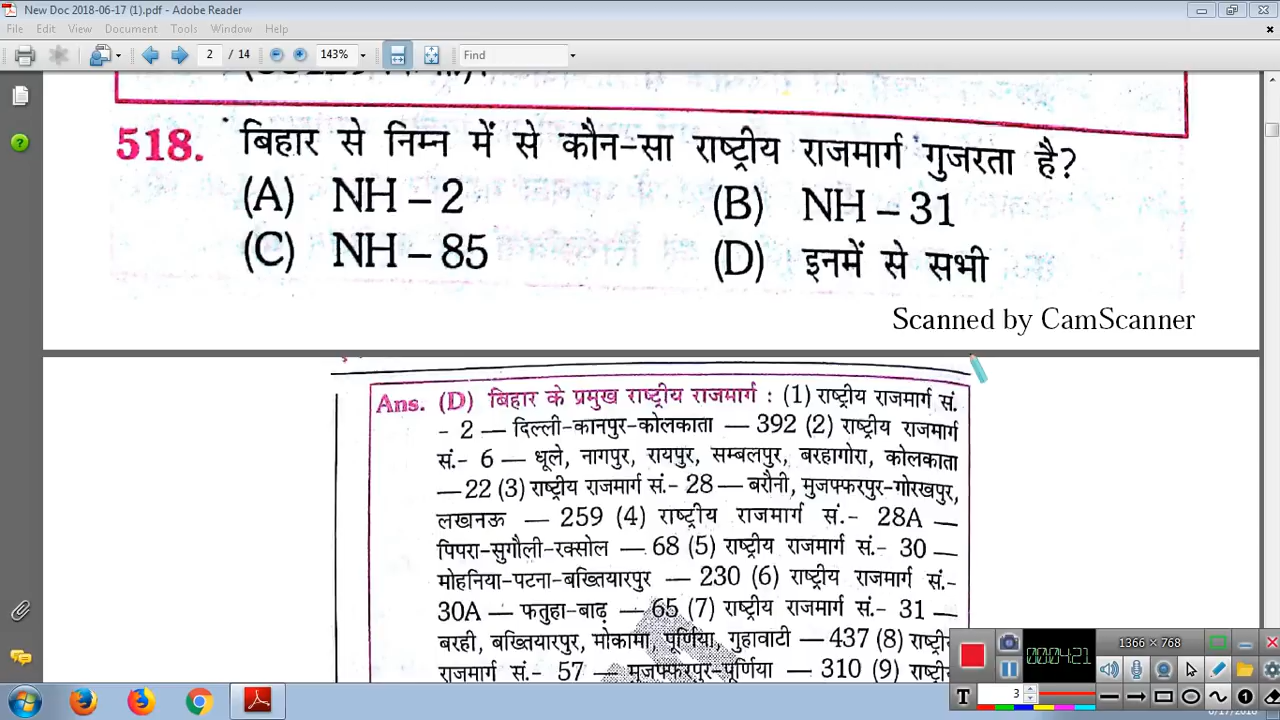 New Doc 2018-06-17 (1).pdf - Adobe Reader
File Edit View Document Tools Window Help
2 / 14 143% Find
518. बिहार से निम्न में से कौन-सा राष्ट्रीय राजमार्ग गुजरता है?
(A) NH – 2 (B) NH – 31
(C) NH – 85 (D) इनमें से सभी
Scanned by CamScanner
Ans. (D) बिहार के प्रमुख राष्ट्रीय राजमार्ग : (1) राष्ट्रीय राजमार्ग सं.
- 2 — दिल्ली-कानपुर-कोलकाता — 392 (2) राष्ट्रीय राजमार्ग
सं.- 6 — धूले, नागपुर, रायपुर, सम्बलपुर, बरहागोरा, कोलकाता
— 22 (3) राष्ट्रीय राजमार्ग सं.- 28 — बरौनी, मुजफ्फरपुर-गोरखपुर,
लखनऊ — 259 (4) राष्ट्रीय राजमार्ग सं.- 28A —
पिपरा-सुगौली-रक्सोल — 68 (5) राष्ट्रीय राजमार्ग सं.- 30 —
मोहनिया-पटना-बख्तियारपुर — 230 (6) राष्ट्रीय राजमार्ग सं.-
30A — फतुहा-बाढ़ — 65 (7) राष्ट्रीय राजमार्ग सं.- 31 —
बरही, बख्तियारपुर, मोकामा पूर्णिया, गुहावाटी — 437 (8) राष्ट्रीय
राजमार्ग सं.- 57 — मुजफ्फरपुर-पूर्णिया — 310 (9) राष्ट्रीय
1366 × 768
00:04:21
T 3
6/17/2018